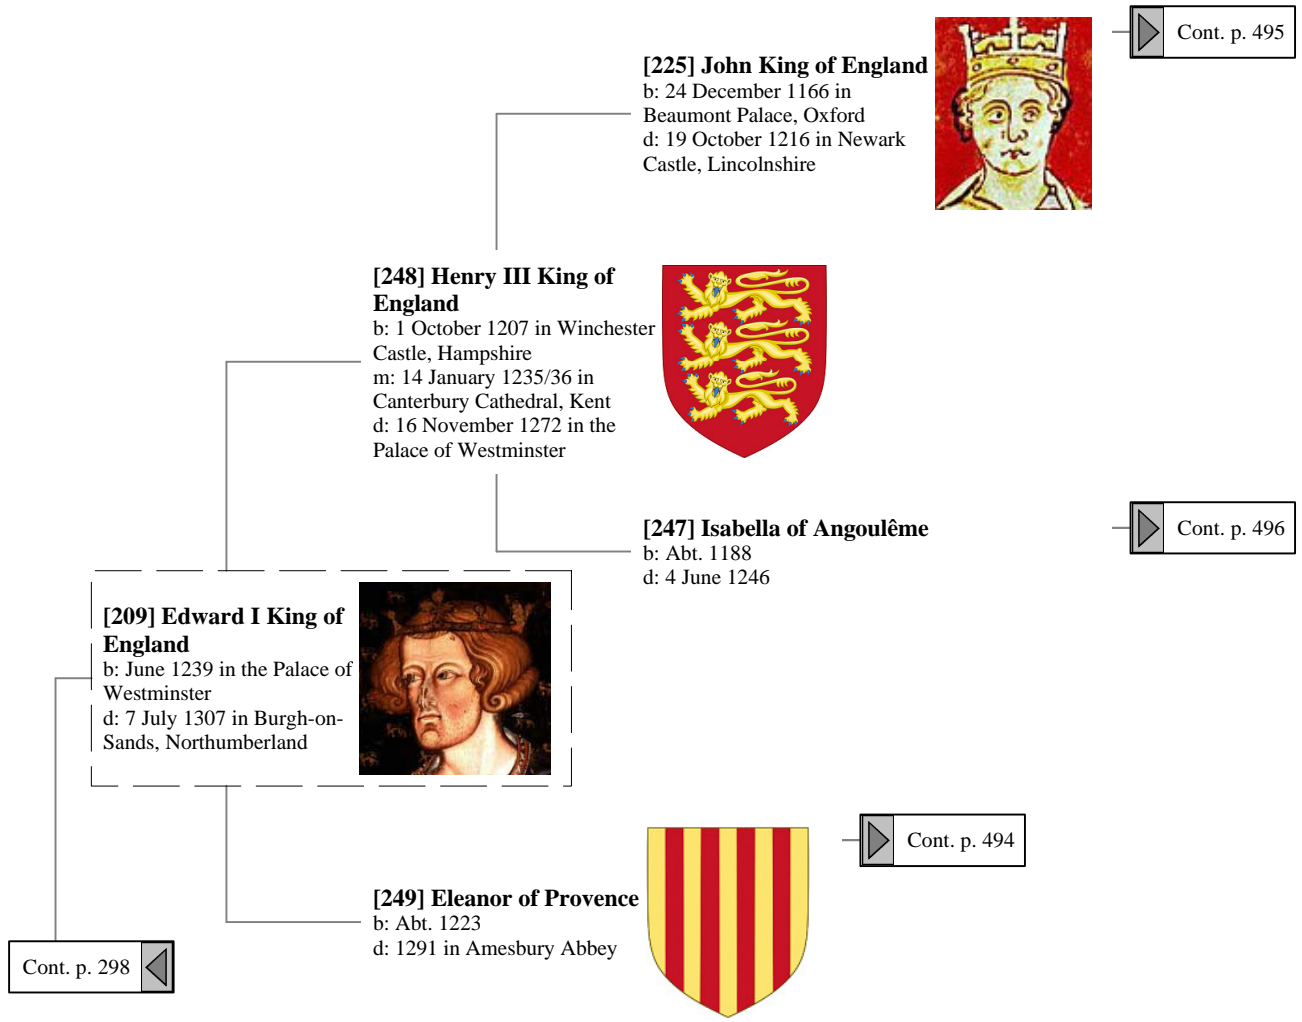 Cont. p. 495
[225] John King of England
b: 24 December 1166 in
Beaumont Palace, Oxford
d: 19 October 1216 in Newark
Castle, Lincolnshire
[248] Henry III King of
England
b: 1 October 1207 in Winchester
Castle, Hampshire
m: 14 January 1235/36 in
Canterbury Cathedral, Kent
d: 16 November 1272 in the
Palace of Westminster
Cont. p. 496
[247] Isabella of Angoulême
b: Abt. 1188
d: 4 June 1246
[209] Edward I King of
England
b: June 1239 in the Palace of
Westminster
d: 7 July 1307 in Burgh-on-
Sands, Northumberland
Cont. p. 494
[249] Eleanor of Provence
b: Abt. 1223
d: 1291 in Amesbury Abbey
Cont. p. 298